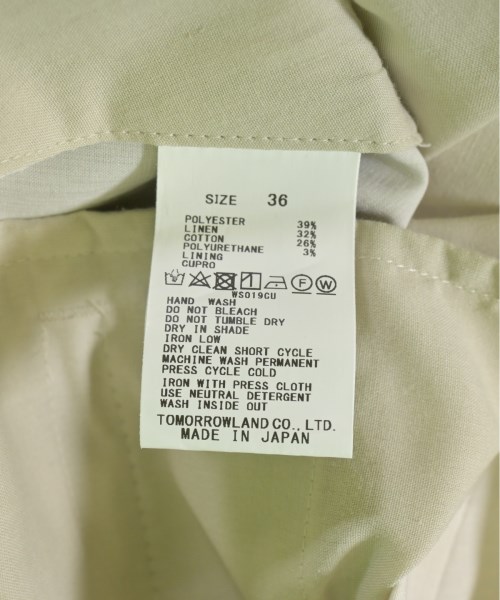 SIZE 36
POLYESTER 39%
LINEN 32%
COTTON 26%
POLYURETHANE 3%
LINING
CUPRO
F W
WS019CU
HAND WASH
DO NOT BLEACH
DO NOT TUMBLE DRY
DRY IN SHADE
IRON LOW
DRY CLEAN SHORT CYCLE
MACHINE WASH PERMANENT
PRESS CYCLE COLD
IRON WITH PRESS CLOTH
USE NEUTRAL DETERGENT
WASH INSIDE OUT
TOMORROWLAND CO., LTD.
MADE IN JAPAN